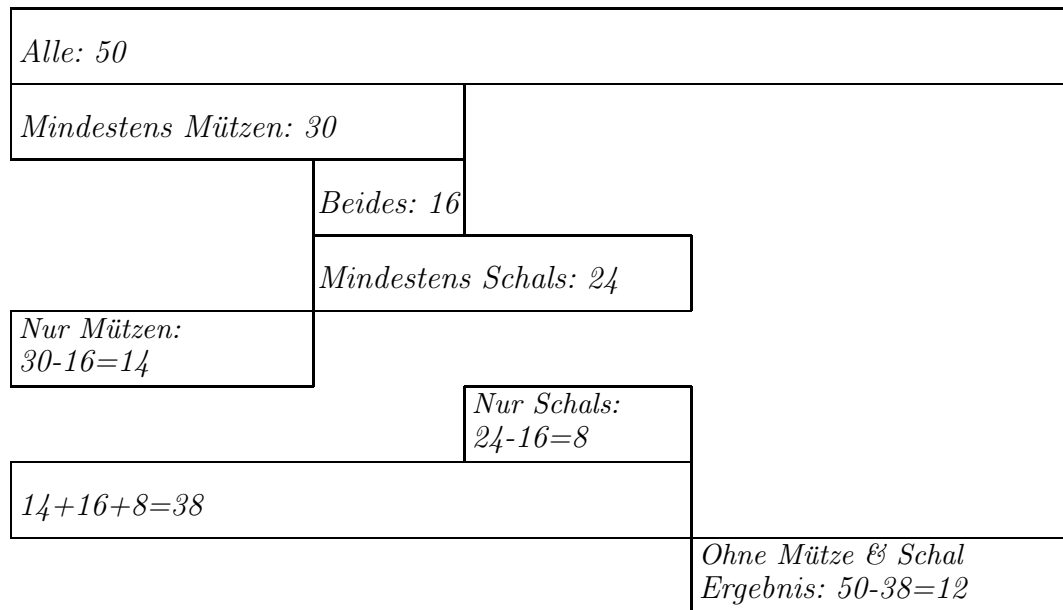 Alle: 50
Mindestens Mützen: 30
Beides: 16
Mindestens Schals: 24
Nur Mützen:
30-16=14
Nur Schals:
24-16=8
14+16+8=38
Ohne Mütze & Schal
Ergebnis: 50-38=12